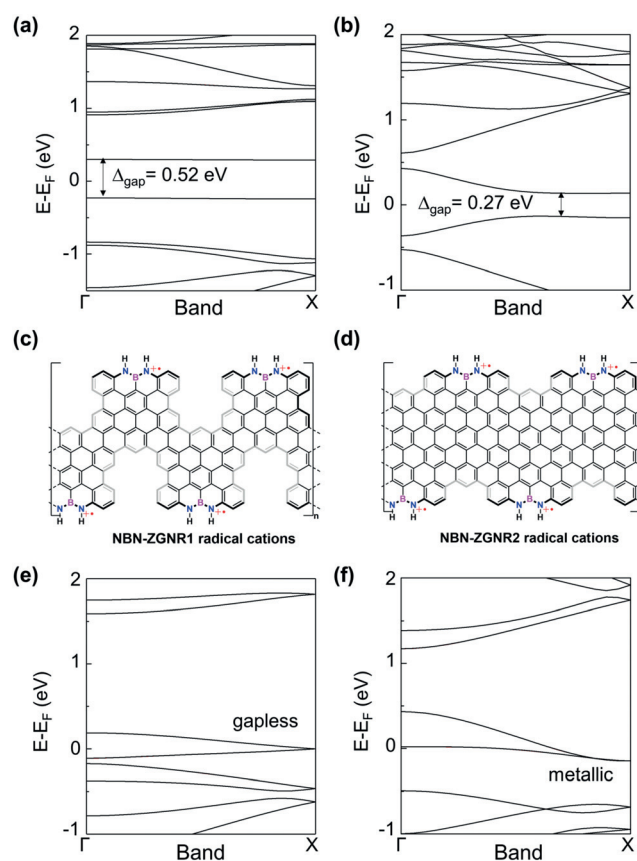 (a)
(b)
2
1
0
-1
E-E_F (eV)
Δgap = 0.52 eV
Γ
Band
X
2
1
0
-1
E-E_F (eV)
Δgap = 0.27 eV
Γ
Band
X
(c)
(d)
H H H H
N B N +• N B N +•
N B N +• N B N +•
H H H H
n
NBN-ZGNR1 radical cations
H H H H
N B N +• N B N +•
N B N +• N B N +•
H H H H
NBN-ZGNR2 radical cations
(e)
(f)
2
1
0
-1
E-E_F (eV)
gapless
Γ
Band
X
2
1
0
-1
E-E_F (eV)
metallic
Γ
Band
X